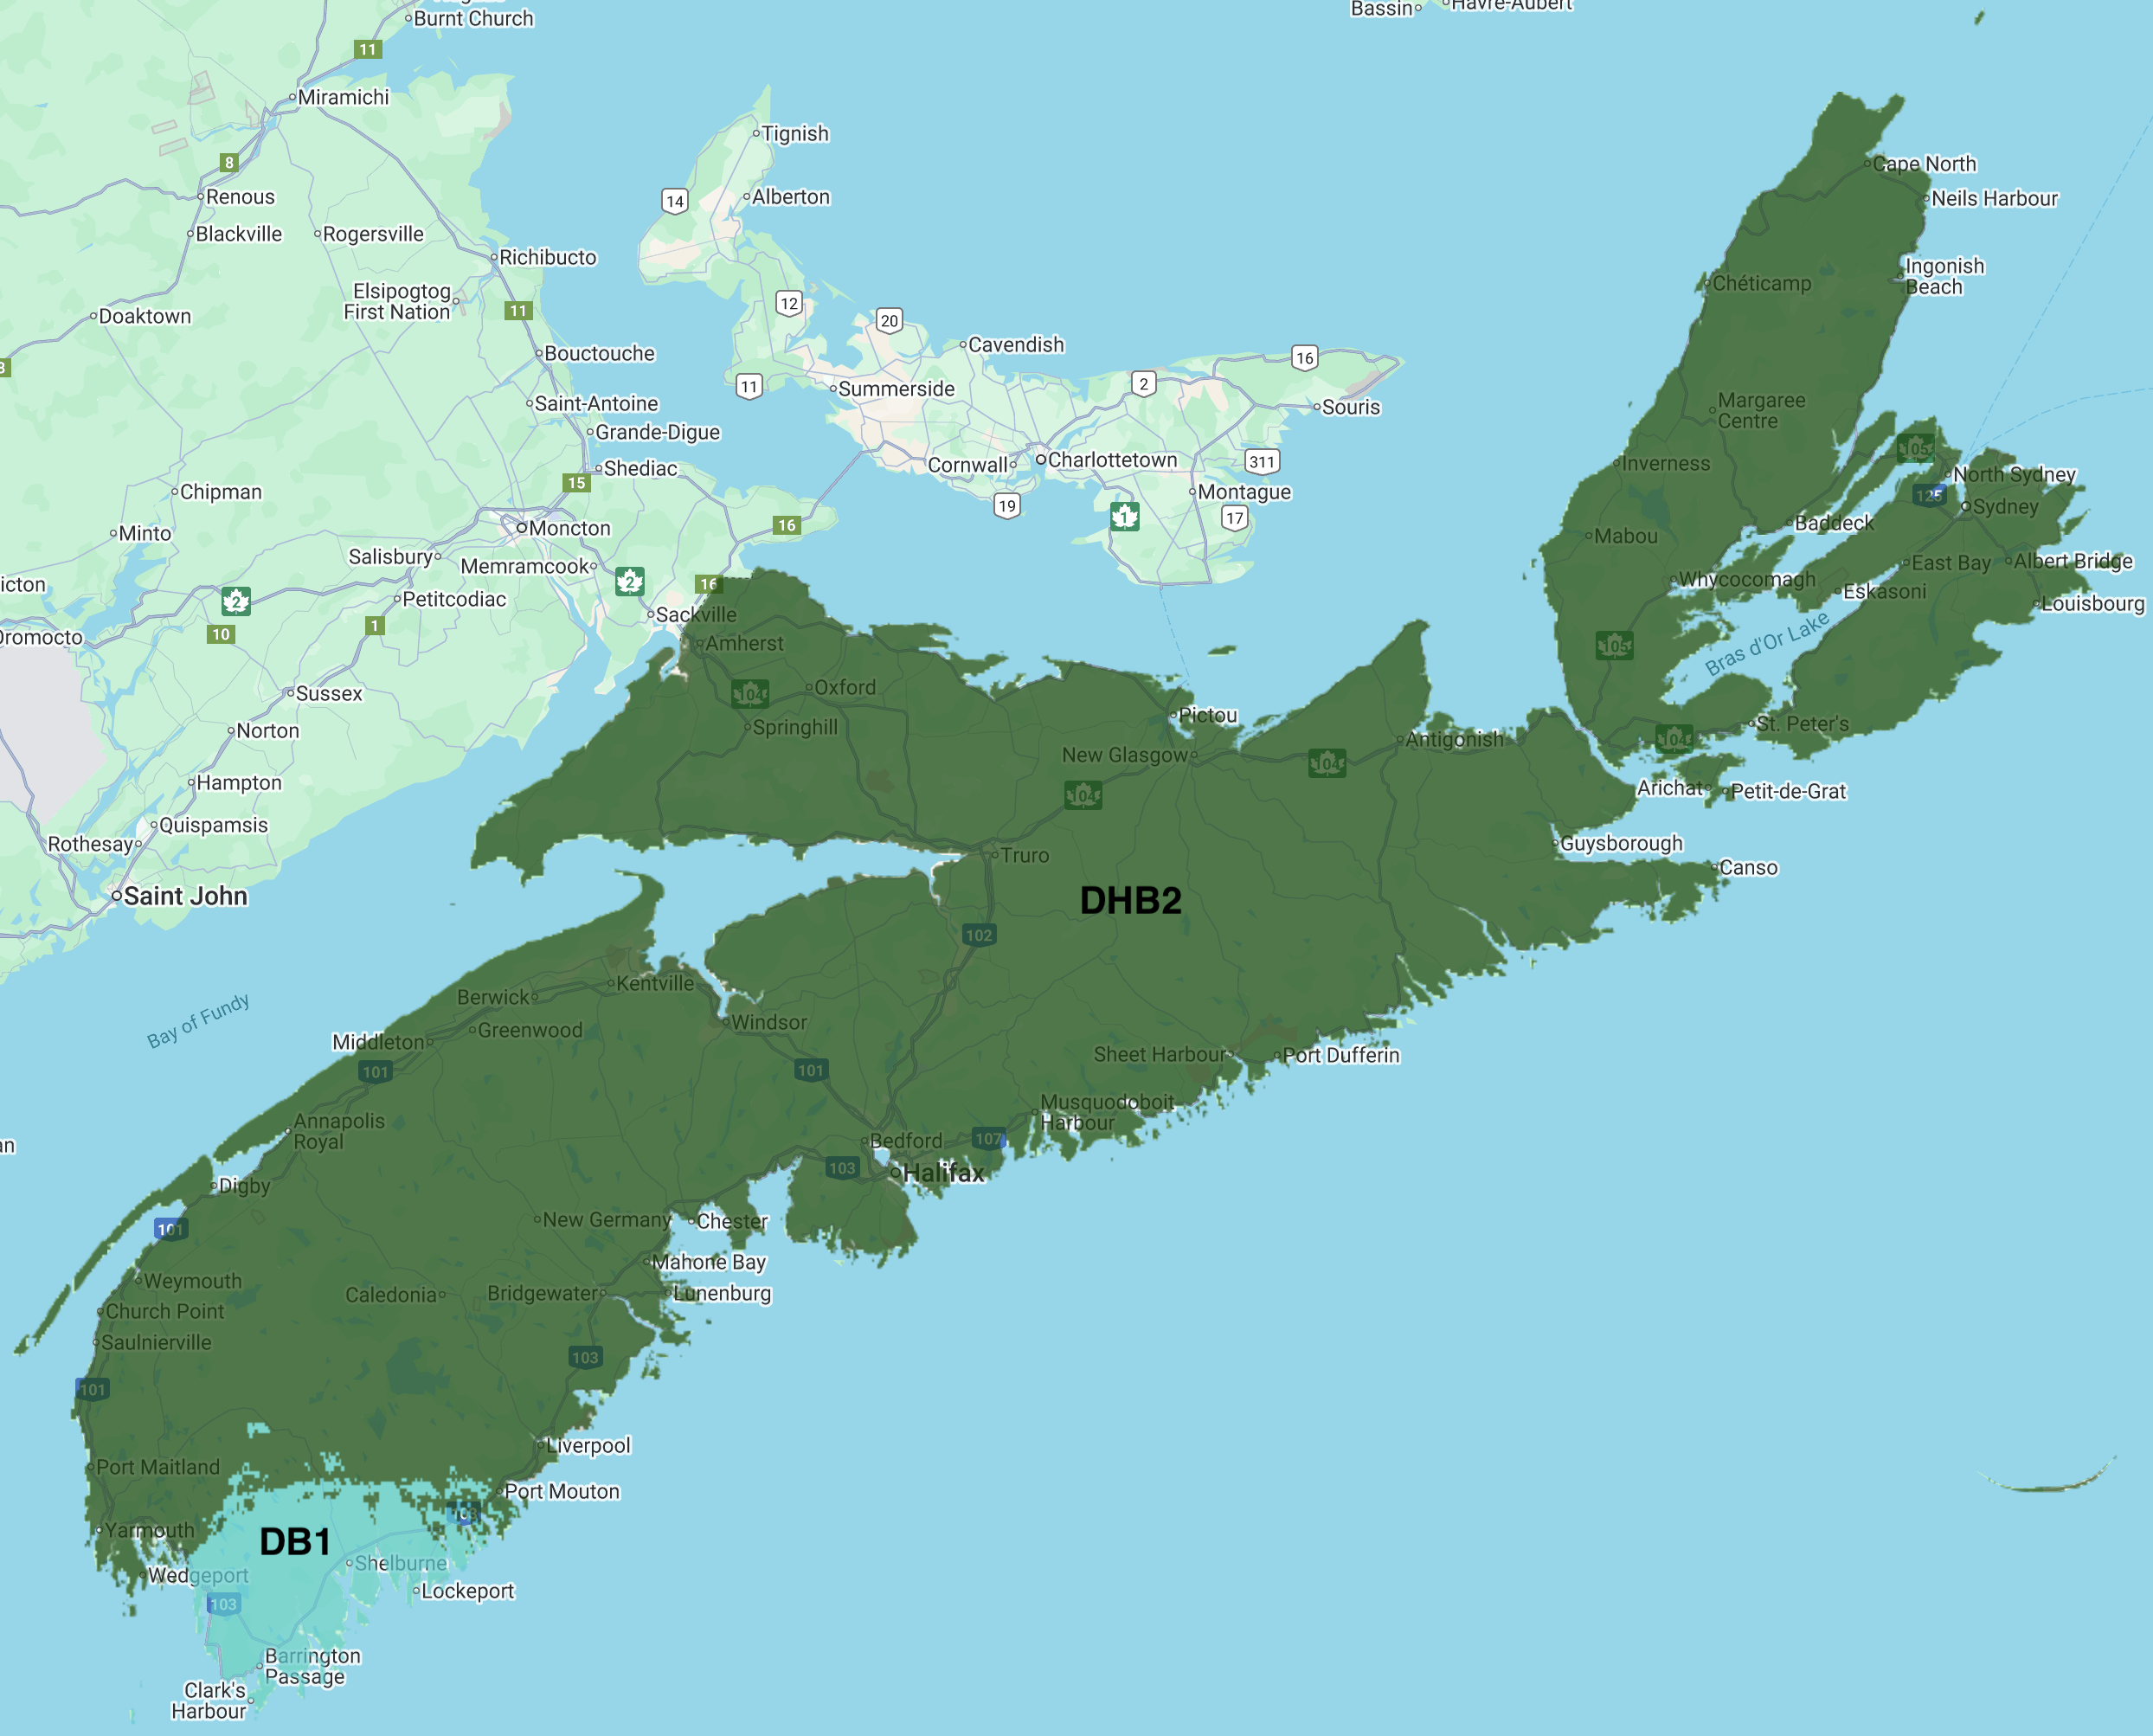 Burnt Church
Bassin
Havre-Aubert
11
Miramichi
Tignish
8
Renous
14
Alberton
Cape North
Neils Harbour
Blackville
Rogersville
Richibucto
Elsipogtog
First Nation
11
12
Ingonish
Beach
Chéticamp
Doaktown
20
Cavendish
Bouctouche
16
2
11
Summerside
Saint-Antoine
Souris
Margaree
Centre
Grande-Digue
Cornwall
Charlottetown
311
Inverness
105
Shediac
15
North Sydney
Chipman
19
Montague
125
Sydney
1
17
Minto
Moncton
16
Baddeck
Mabou
Salisbury
Memramcook
East Bay
Albert Bridge
icton
2
2
16
Whycocomagh
Eskasoni
Petitcodiac
Louisbourg
Oromocto
10
1
Sackville
Amherst
Bras d'Or Lake
105
Sussex
104
Oxford
Norton
Springhill
Pictou
St. Peter's
New Glasgow
104
Antigonish
104
Hampton
104
Arichat
Petit-de-Grat
Quispamsis
Rothesay
Truro
Guysborough
Canso
Saint John
DHB2
102
Kentville
Berwick
Bay of Fundy
Windsor
Greenwood
Middleton
101
101
Sheet Harbour
Port Dufferin
Annapolis
Royal
Musquodoboit
Harbour
an
Bedford
107
103
Halifax
Digby
101
New Germany
Chester
Mahone Bay
Weymouth
Caledonia
Bridgewater
Lunenburg
Church Point
Saulnierville
103
101
Liverpool
Port Maitland
Port Mouton
Yarmouth
DB1
Wedgeport
Shelburne
Lockeport
103
Barrington
Passage
Clark's
Harbour